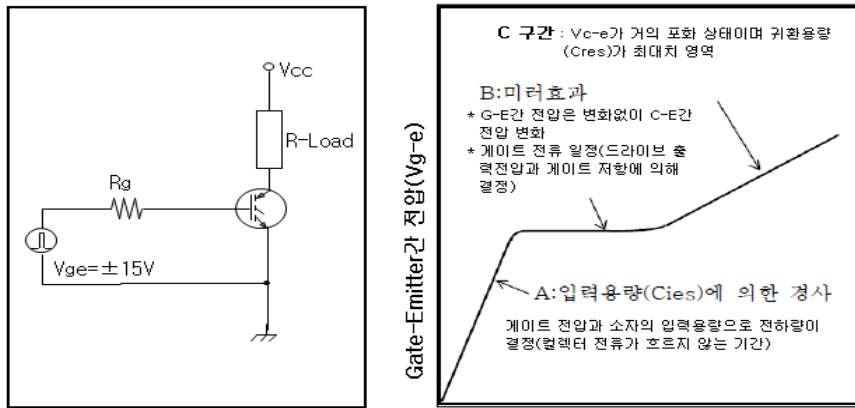 Vcc
R-Load
Rg
Vge=±15V
Gate-Emitter간 전압(Vg-e)
C 구간 : Vc-e가 거의 포화 상태이며 귀환용량
(Cres)가 최대치 영역
B:미러효과
* G-E간 전압은 변화없이 C-E간
전압 변화
* 게이트 전류 일정(드라이브 출
력전압과 게이트 저항에 의해
결정)
A:입력용량(Cies)에 의한 경사
게이트 전압과 소자의 입력용량으로 전하량이
결정(컬렉터 전류가 흐르지 않는 기간)